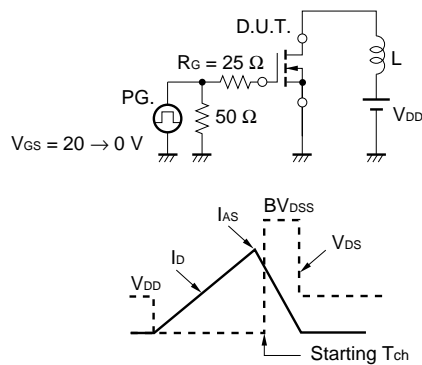 D.U.T.
RG = 25 Ω
L
PG.
50 Ω
VDD
VGS = 20 → 0 V
BVDSS
IAS
ID
VDS
VDD
Starting Tch